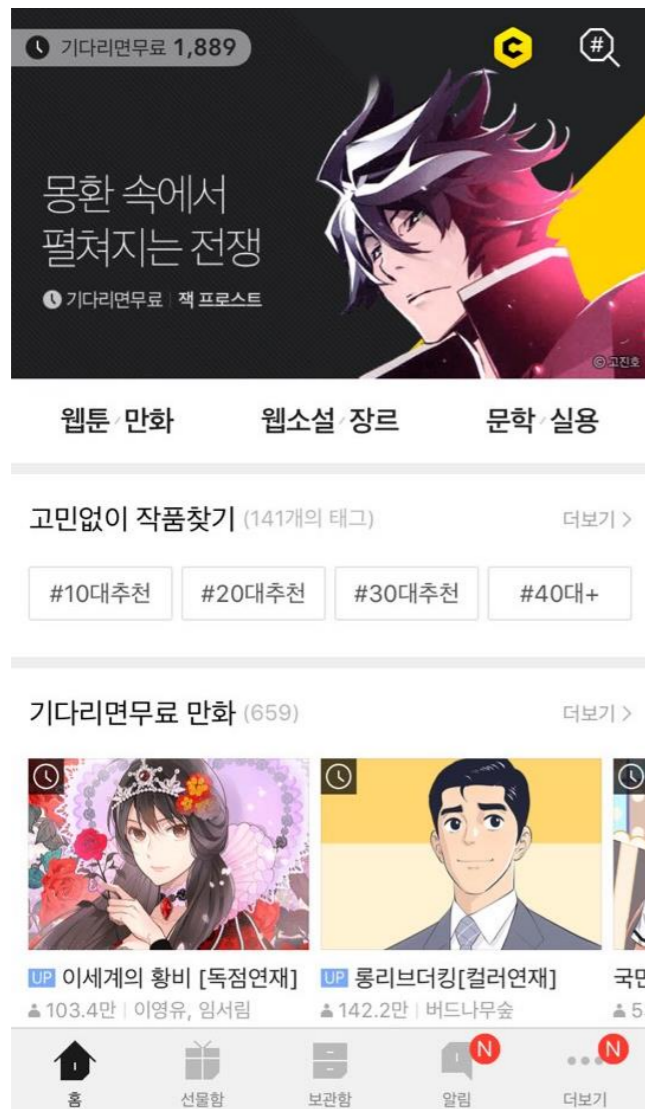 기다리면무료 1,889
#
몽환 속에서
펼쳐지는 전쟁
기다리면무료 | 잭 프로스트
© 고진호
웹툰/만화 웹소설/장르 문학/실용
고민없이 작품찾기 (141개의 태그) 더보기 >
#10대추천 #20대추천 #30대추천 #40대+
기다리면무료 만화 (659) 더보기 >
UP 이세계의 황비 [독점연재] UP 롱리브더킹[컬러연재] 국민
103.4만 | 이영유, 임서림 142.2만 | 버드나무숲 5
N N
홈 선물함 보관함 알림 더보기